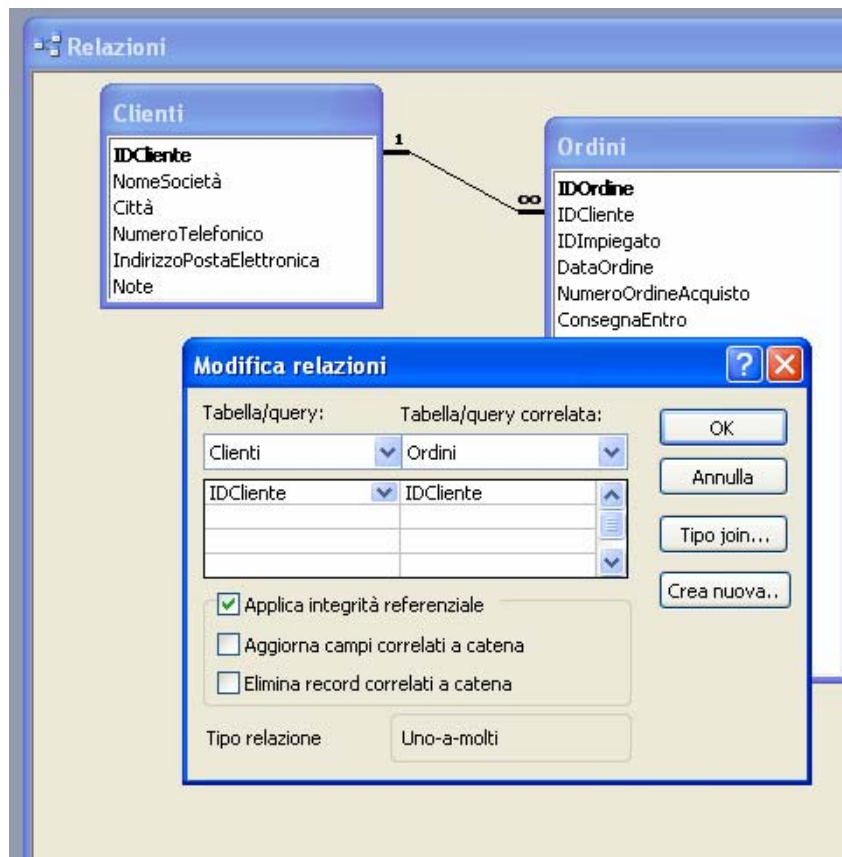 Relazioni
Clienti
IDCliente
NomeSocietà
Città
NumeroTelefonico
IndirizzoPostaElettronica
Note
1
∞
Ordini
IDOrdine
IDCliente
IDImpiegato
DataOrdine
NumeroOrdineAcquisto
ConsegnaEntro
Modifica relazioni
?
Tabella/query: Tabella/query correlata:
Clienti Ordini
IDCliente IDCliente
OK
Annulla
Tipo join...
Crea nuova..
Applica integrità referenziale
Aggiorna campi correlati a catena
Elimina record correlati a catena
Tipo relazione Uno-a-molti